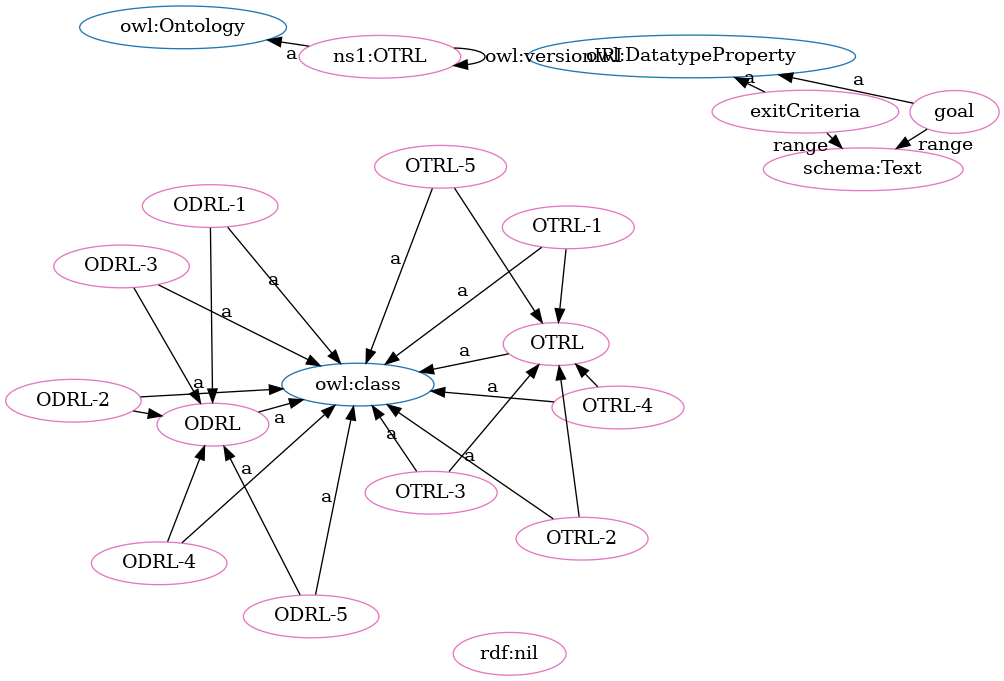 owl:Ontology
a
ns1:OTRL
owl:versionIRI
owl:DatatypeProperty
a
a
exitCriteria
goal
range
range
schema:Text
OTRL-5
ODRL-1
OTRL-1
ODRL-3
a
a
a
a
OTRL
a
owl:class
a
a
ODRL-2
OTRL-4
ODRL
a
a
a
a
OTRL-3
a
OTRL-2
ODRL-4
ODRL-5
rdf:nil